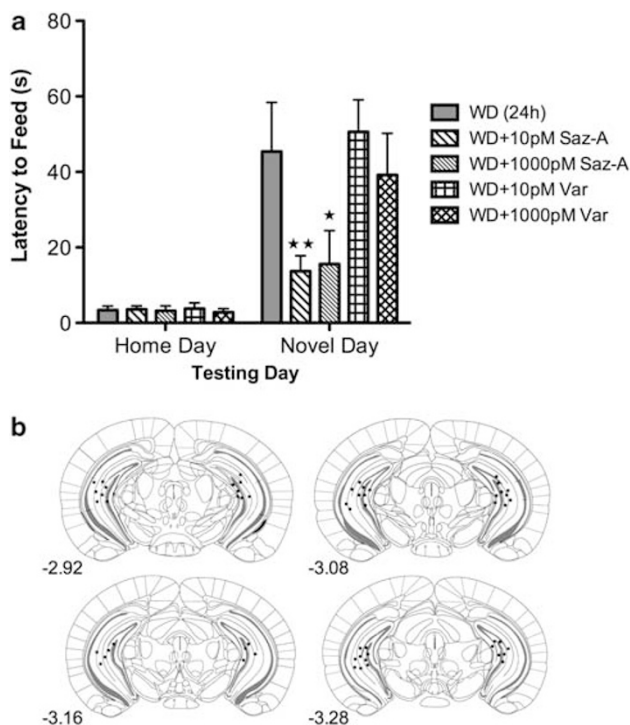 a
80
60
40
20
0
Latency to Feed (s)
★★
★
WD (24h)
WD+10pM Saz-A
WD+1000pM Saz-A
WD+10pM Var
WD+1000pM Var
Home Day
Novel Day
Testing Day
b
-2.92
-3.08
-3.16
-3.28